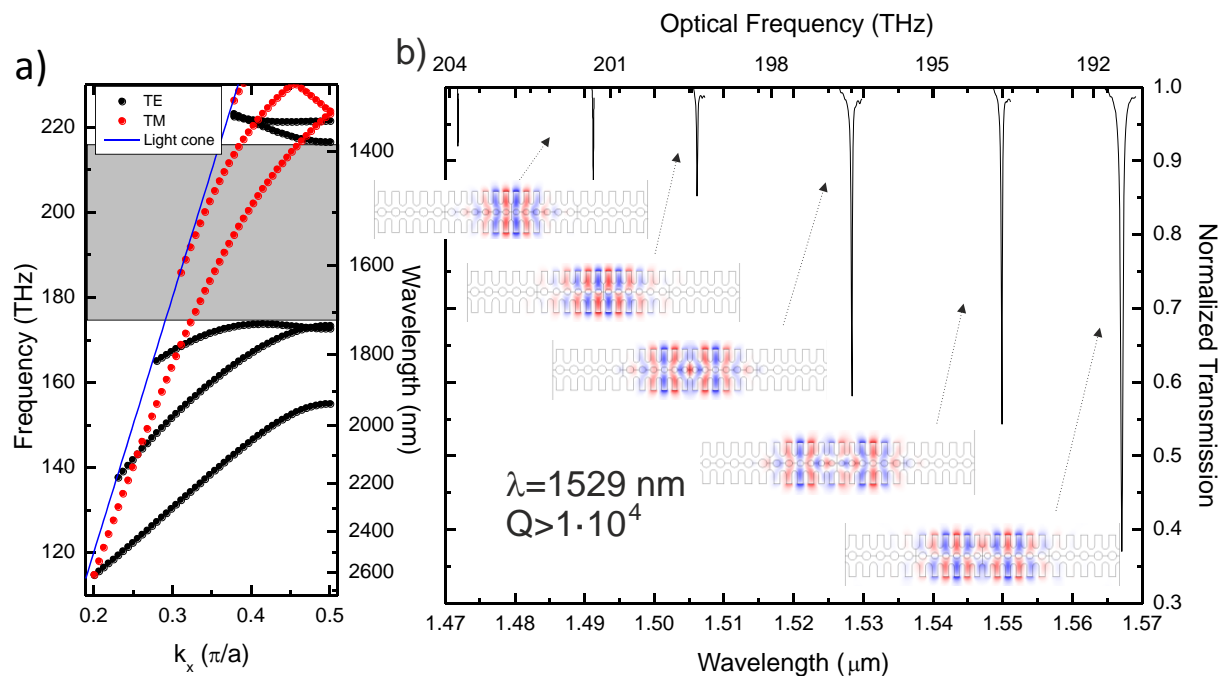 a)
TE
TM
Light cone
220
200
180
160
140
120
Frequency (THz)
1400
1600
1800
2000
2200
2400
2600
Wavelength (nm)
0.2 0.3 0.4 0.5
k_x (π/a)
b)
Optical Frequency (THz)
204 201 198 195 192
1.0
0.9
0.8
0.7
0.6
0.5
0.4
0.3
Normalized Transmission
λ=1529 nm
Q>1·10^4
1.47 1.48 1.49 1.50 1.51 1.52 1.53 1.54 1.55 1.56 1.57
Wavelength (μm)